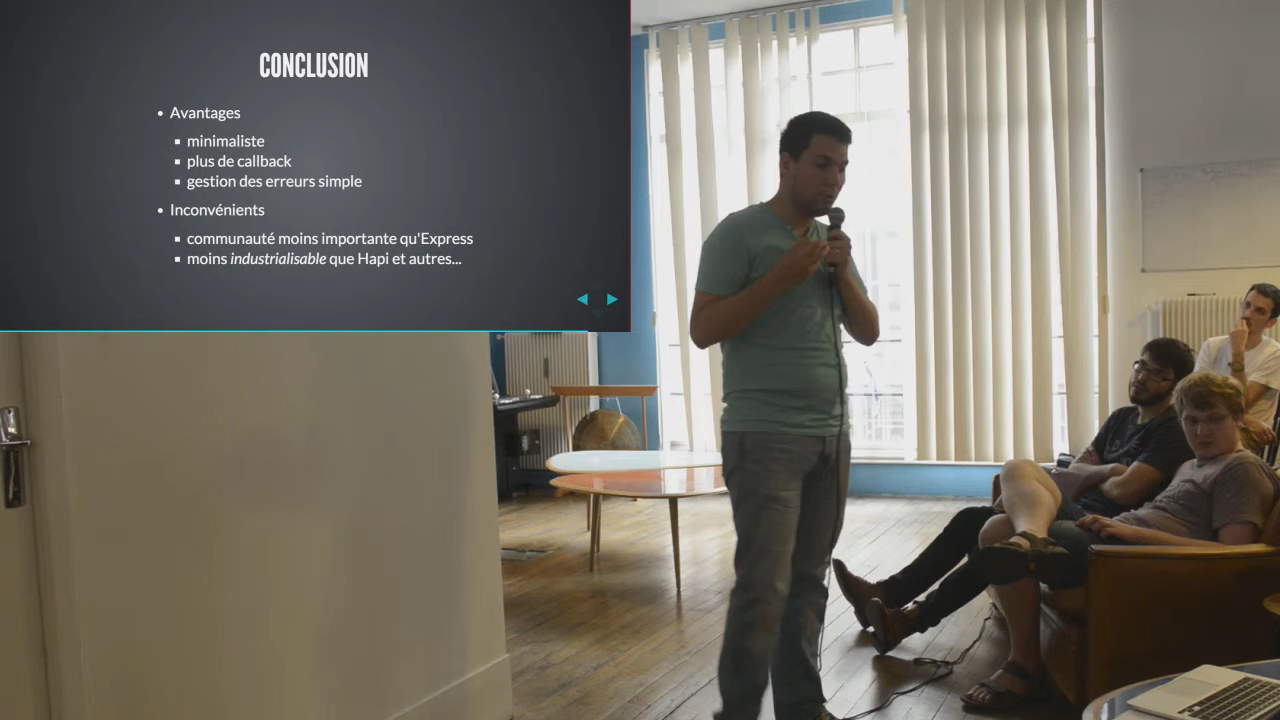 CONCLUSION
Avantages
minimaliste
plus de callback
gestion des erreurs simple
Inconvénients
communauté moins importante qu'Express
moins industrialisable que Hapi et autres...